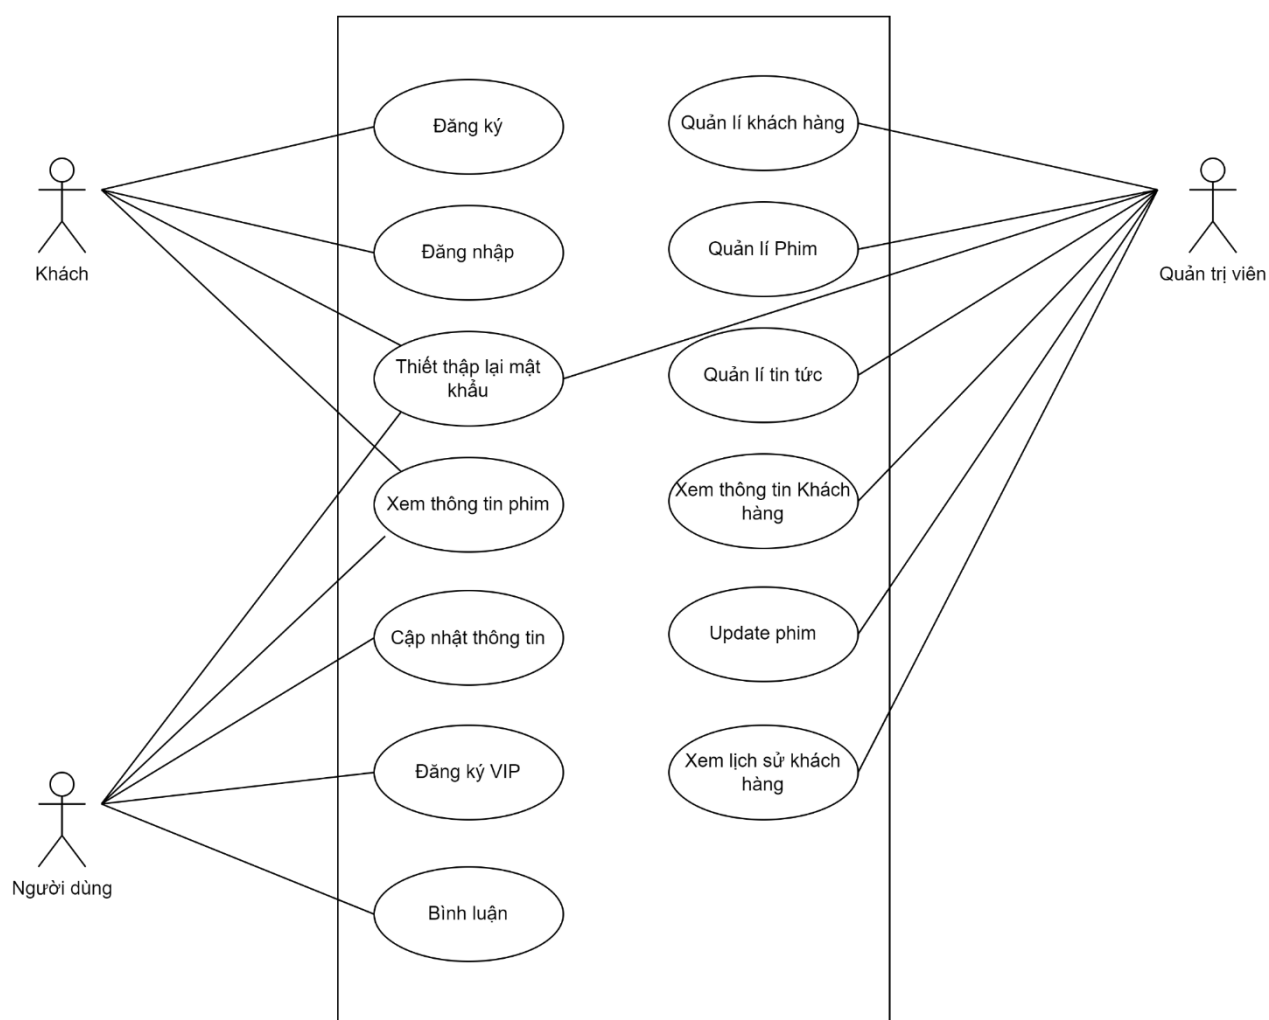 Đăng ký
Quản lí khách hàng
Đăng nhập
Quản lí Phim
Khách
Quản trị viên
Thiết thập lại mật
khẩu
Quản lí tin tức
Xem thông tin phim
Xem thông tin Khách
hàng
Cập nhật thông tin
Update phim
Đăng ký VIP
Xem lịch sử khách
hàng
Người dùng
Bình luận